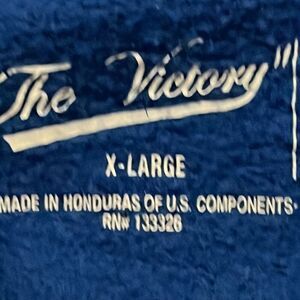 "The Victory"
X-LARGE
MADE IN HONDURAS OF U.S. COMPONENTS
RN# 133326